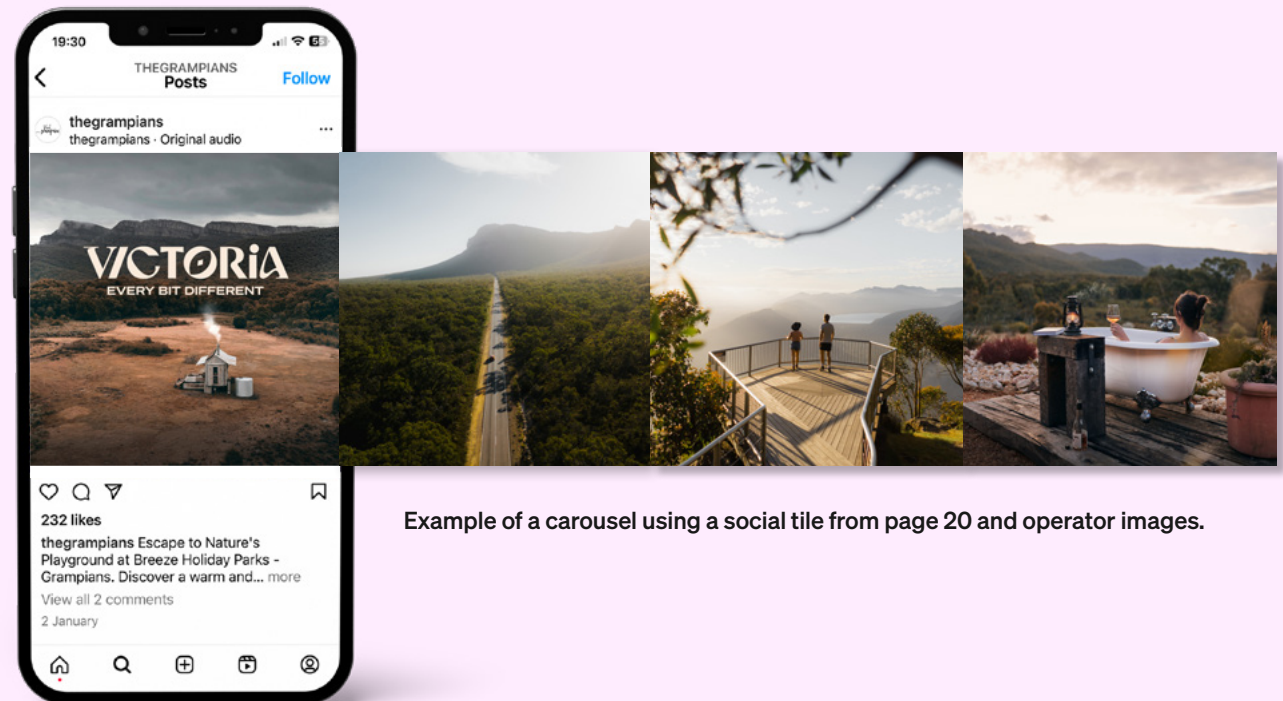 19:30
THEGRAMPIANS
Posts
Follow
thegrampians
thegrampians · Original audio
VICTORiA
EVERY BIT DIFFERENT
232 likes
thegrampians Escape to Nature's
Playground at Breeze Holiday Parks -
Grampians. Discover a warm and... more
View all 2 comments
2 January
Example of a carousel using a social tile from page 20 and operator images.